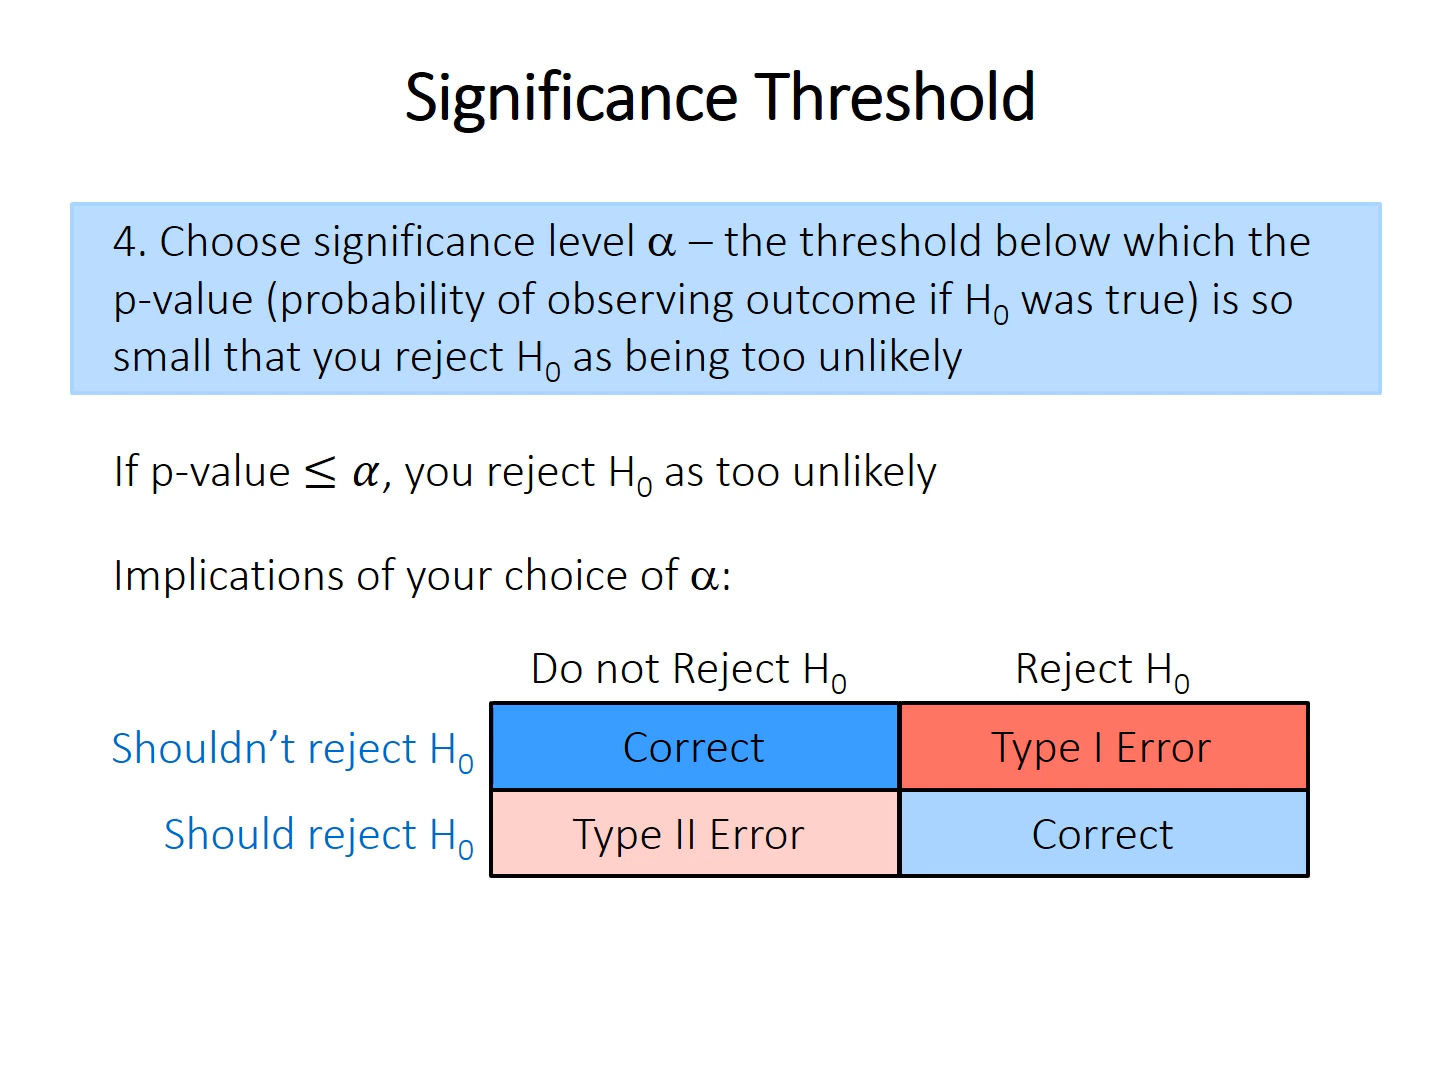 Significance Threshold
4. Choose significance level α – the threshold below which the
p-value (probability of observing outcome if H₀ was true) is so
small that you reject H₀ as being too unlikely
If p-value ≤ α, you reject H₀ as too unlikely
Implications of your choice of α:
Do not Reject H₀ Reject H₀
Shouldn’t reject H₀ Correct Type I Error
Should reject H₀ Type II Error Correct